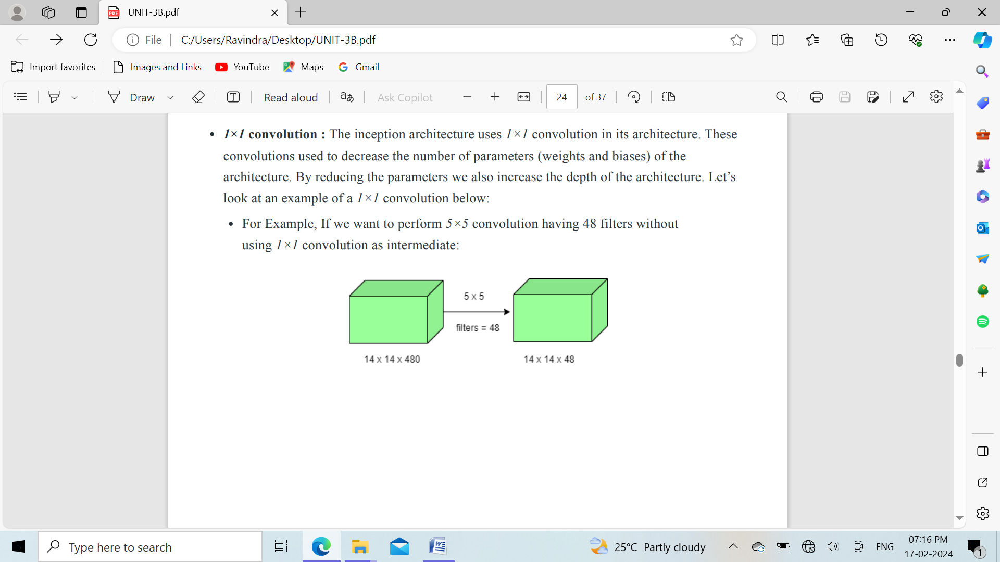 UNIT-3B.pdf
File
C:/Users/Ravindra/Desktop/UNIT-3B.pdf
Import favorites
Images and Links
YouTube
Maps
Gmail
Draw
Read aloud
Ask Copilot
24 of 37
• 1×1 convolution : The inception architecture uses 1×1 convolution in its architecture. These
convolutions used to decrease the number of parameters (weights and biases) of the
architecture. By reducing the parameters we also increase the depth of the architecture. Let’s
look at an example of a 1×1 convolution below:
• For Example, If we want to perform 5×5 convolution having 48 filters without
using 1×1 convolution as intermediate:
5 x 5
filters = 48
14 x 14 x 480
14 x 14 x 48
Type here to search
25°C Partly cloudy
ENG
07:16 PM
17-02-2024
1